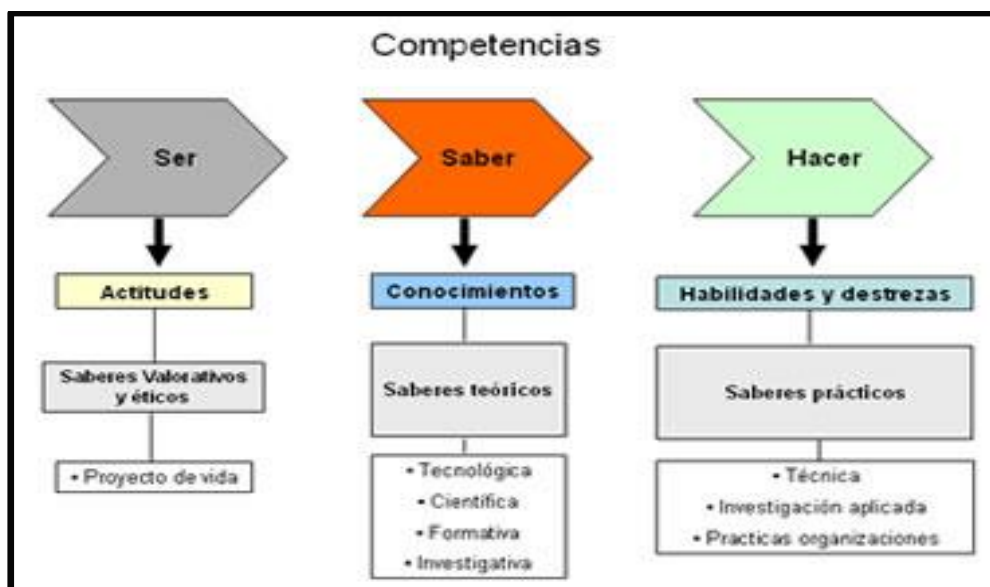 Competencias
Ser
Saber
Hacer
Actitudes
Conocimientos
Habilidades y destrezas
Saberes Valorativos
y éticos
Saberes teóricos
Saberes prácticos
• Proyecto de vida
• Tecnológica
• Científica
• Formativa
• Investigativa
• Técnica
• Investigación aplicada
• Practicas organizaciones